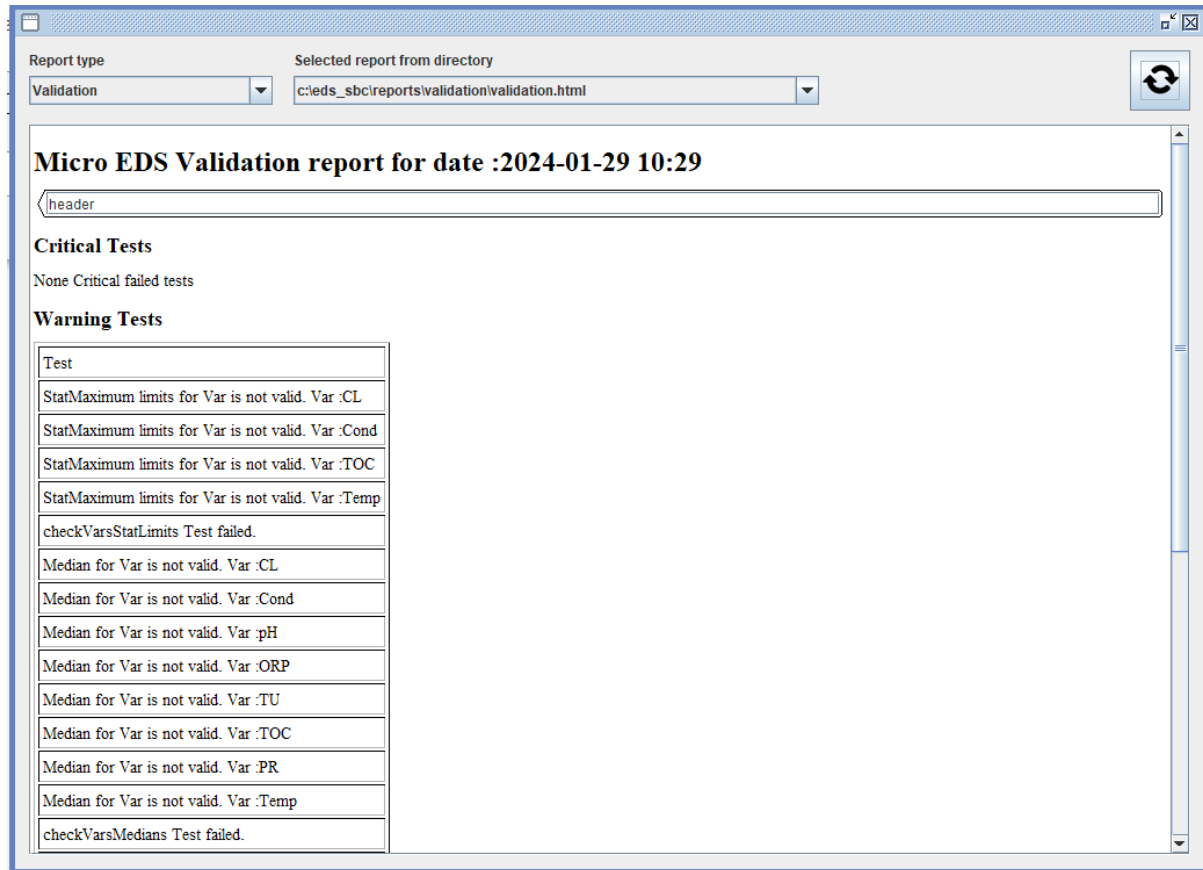 Report type
Selected report from directory
Validation
c:\eds_sbc\reports\validation\validation.html
Micro EDS Validation report for date :2024-01-29 10:29
header
Critical Tests
None Critical failed tests
Warning Tests
Test
StatMaximum limits for Var is not valid. Var :CL
StatMaximum limits for Var is not valid. Var :Cond
StatMaximum limits for Var is not valid. Var :TOC
StatMaximum limits for Var is not valid. Var :Temp
checkVarsStatLimits Test failed.
Median for Var is not valid. Var :CL
Median for Var is not valid. Var :Cond
Median for Var is not valid. Var :pH
Median for Var is not valid. Var :ORP
Median for Var is not valid. Var :TU
Median for Var is not valid. Var :TOC
Median for Var is not valid. Var :PR
Median for Var is not valid. Var :Temp
checkVarsMedians Test failed.